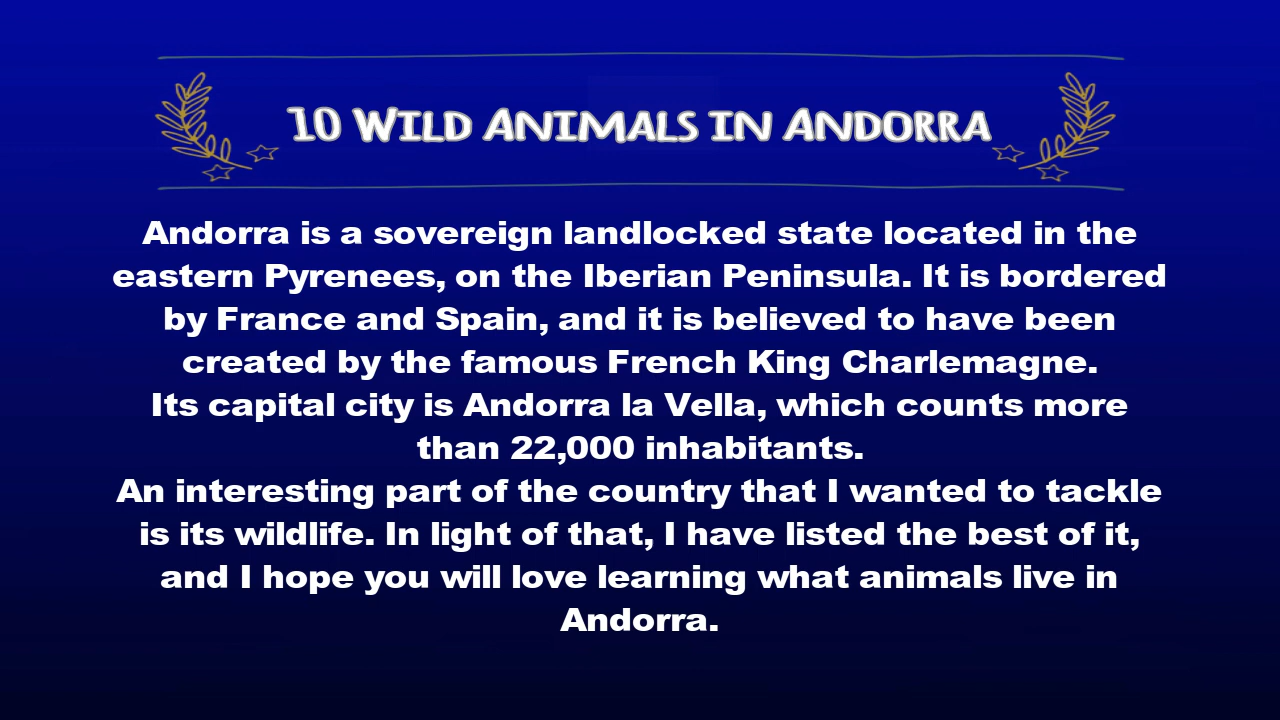 10 Wild Animals in Andorra
Andorra is a sovereign landlocked state located in the
eastern Pyrenees, on the Iberian Peninsula. It is bordered
by France and Spain, and it is believed to have been
created by the famous French King Charlemagne.
Its capital city is Andorra la Vella, which counts more
than 22,000 inhabitants.
An interesting part of the country that I wanted to tackle
is its wildlife. In light of that, I have listed the best of it,
and I hope you will love learning what animals live in
Andorra.